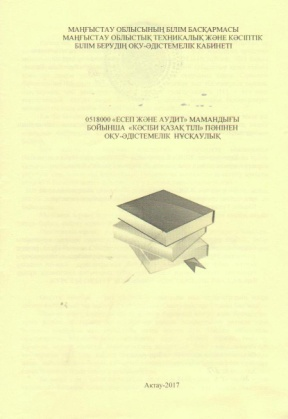 МАҢҒЫСТАУ ОБЛЫСЫНЫҢ БІЛІМ БАСҚАРМАСЫ
МАҢҒЫСТАУ ОБЛЫСТЫҚ ТЕХНИКАЛЫҚ ЖӘНЕ КӘСІПТІК
БІЛІМ БЕРУДІҢ ОҚУ-ӘДІСТЕМЕЛІК КАБИНЕТІ
0518000 «ЕСЕП ЖӘНЕ АУДИТ» МАМАНДЫҒЫ
БОЙЫНША «КӘСІБИ ҚАЗАҚ ТІЛІ» ПӘНІНЕН
ОҚУ-ӘДІСТЕМЕЛІК НҰСҚАУЛЫҚ
Ақтау-2017